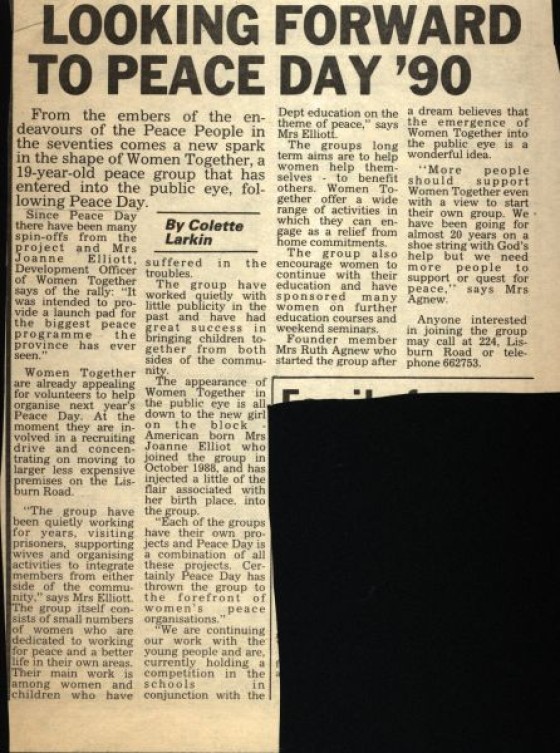 LOOKING FORWARD
TO PEACE DAY '90
From the embers of the en-
deavours of the Peace People in
the seventies comes a new spark
in the shape of Women Together, a
19-year-old peace group that has
entered into the public eye, fol-
lowing Peace Day.
Since Peace Day
there have been many
spin-offs from the
project and Mrs
Joanne Elliott,
Development Officer
of Women Together
says of the rally: "It
was intended to pro-
vide a launch pad for
the biggest peace
programme the
province has ever
seen."
Women Together
are already appealing
for volunteers to help
organise next year's
Peace Day. At the
moment they are in-
volved in a recruiting
drive and concen-
trating on moving to
larger less expensive
premises on the Lis-
burn Road.
"The group have
been quietly working
for years, visiting
prisoners, supporting
wives and organising
activities to integrate
members from either
side of the commu-
nity," says Mrs Elliott.
The group itself con-
sists of small numbers
of women who are
dedicated to working
for peace and a better
life in their own areas.
Their main work is
among women and
children who have
By Colette
Larkin
suffered in the
troubles.
The group have
worked quietly with
little publicity in the
past and have had
great success in
bringing children to-
gether from both
sides of the commu-
nity.
The appearance of
Women Together in
the public eye is all
down to the new girl
on the block -
American born Mrs
Joanne Elliot who
joined the group in
October 1988, and has
injected a little of the
flair associated with
her birth place. into
the group.
"Each of the groups
have their own pro-
jects and Peace Day is
a combination of all
these projects. Cer-
tainly Peace Day has
thrown the group to
the forefront of
women's peace
organisations."
"We are continuing
our work with the
young people and are,
currently holding a
competition in the
schools in
conjunction with the
Dept education on the
theme of peace," says
Mrs Elliott.
The groups long
term aims are to help
women help them-
selves - to benefit
others. Women To-
gether offer a wide
range of activities in
which they can en-
gage as a relief from
home commitments.
The group also
encourage women to
continue with their
education and have
sponsored many
women on further
education courses and
weekend seminars.
Founder member
Mrs Ruth Agnew who
started the group after
a dream believes that
the emergence of
Women Together into
the public eye is a
wonderful idea.
"More people
should support
Women Together even
with a view to start
their own group. We
have been going for
almost 20 years on a
shoe string with God's
help but we need
more people to
support or quest for
peace," says Mrs
Agnew.
Anyone interested
in joining the group
may call at 224, Lis-
burn Road or tele-
phone 662753.